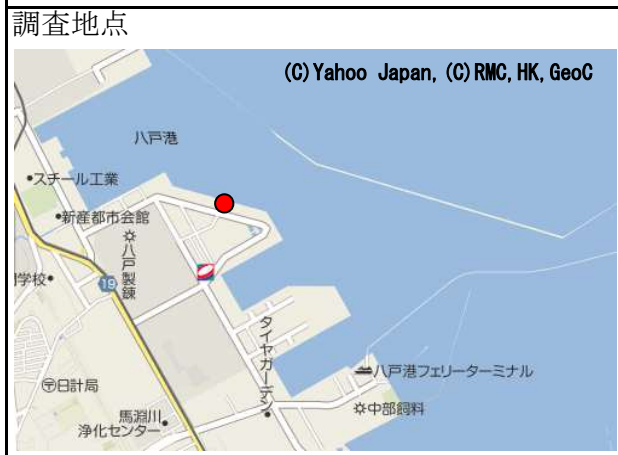 調査地点
(C)Yahoo Japan, (C)RMC, HK, GeoC
八戸港
スチール工業
新産都市会館
八戸製錬
学校
19
タイヤガーデン
八戸港フェリーターミナル
〒日計局
中部飼料
馬淵川
浄化センター